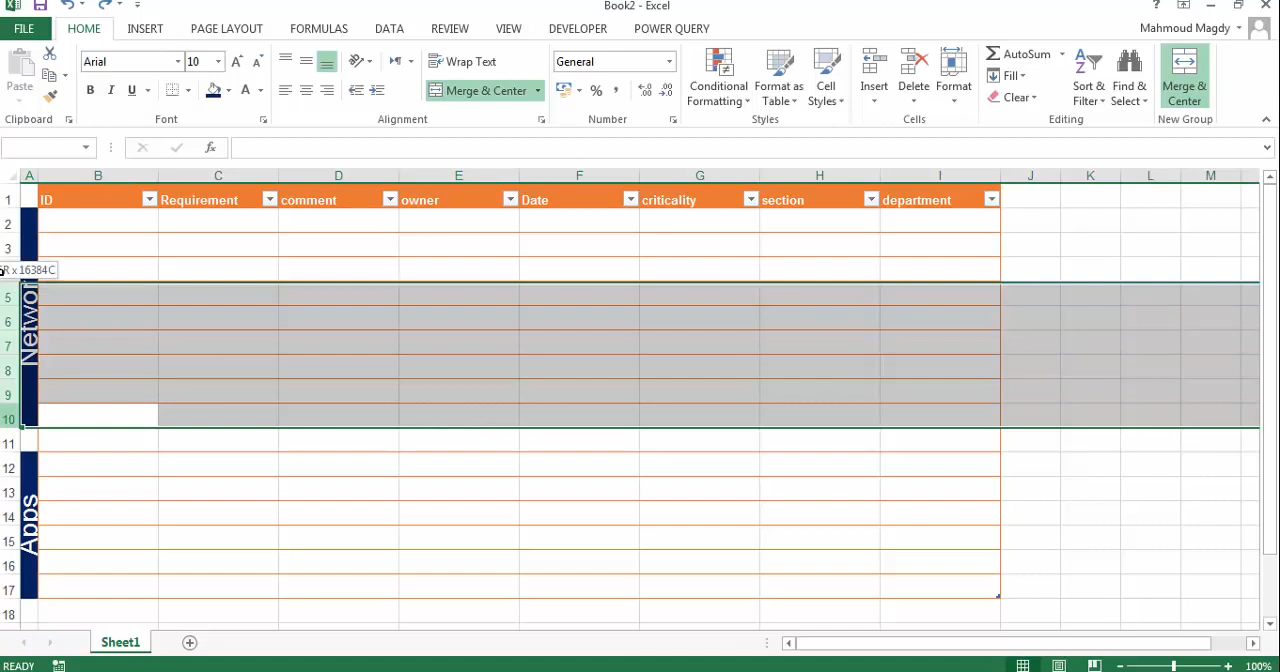 Book2 - Excel
?
FILE HOME INSERT PAGE LAYOUT FORMULAS DATA REVIEW VIEW DEVELOPER POWER QUERY Mahmoud Magdy
Paste Arial 10 Wrap Text General Conditional Formatting Format as Table Cell Styles Insert Delete Format AutoSum Fill Clear Sort & Filter Find & Select Merge & Center
B I U A Merge & Center % ,
Clipboard Font Alignment Number Styles Cells Editing New Group
fx
A B C D E F G H I J K L M
1 ID Requirement comment owner Date criticality section department
2
3
R x 16384C
5
6
7
8
9
10
Networ
11
12
13
14
15
16
17
Apps
18
Sheet1
READY 100%